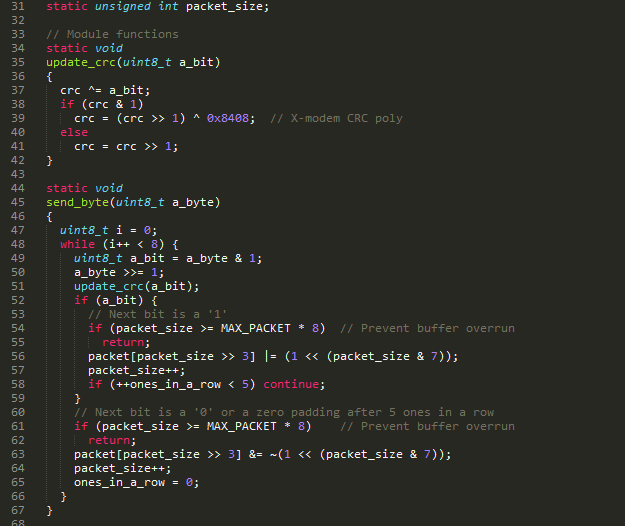 31 static unsigned int packet_size;
32
33 // Module functions
34 static void
35 update_crc(uint8_t a_bit)
36 {
37   crc ^= a_bit;
38   if (crc & 1)
39     crc = (crc >> 1) ^ 0x8408;  // X-modem CRC poly
40   else
41     crc = crc >> 1;
42 }
43
44 static void
45 send_byte(uint8_t a_byte)
46 {
47   uint8_t i = 0;
48   while (i++ < 8) {
49     uint8_t a_bit = a_byte & 1;
50     a_byte >>= 1;
51     update_crc(a_bit);
52     if (a_bit) {
53       // Next bit is a '1'
54       if (packet_size >= MAX_PACKET * 8)  // Prevent buffer overrun
55         return;
56       packet[packet_size >> 3] |= (1 << (packet_size & 7));
57       packet_size++;
58       if (++ones_in_a_row < 5) continue;
59     }
60     // Next bit is a '0' or a zero padding after 5 ones in a row
61     if (packet_size >= MAX_PACKET * 8)    // Prevent buffer overrun
62       return;
63     packet[packet_size >> 3] &= ~(1 << (packet_size & 7));
64     packet_size++;
65     ones_in_a_row = 0;
66   }
67 }
68